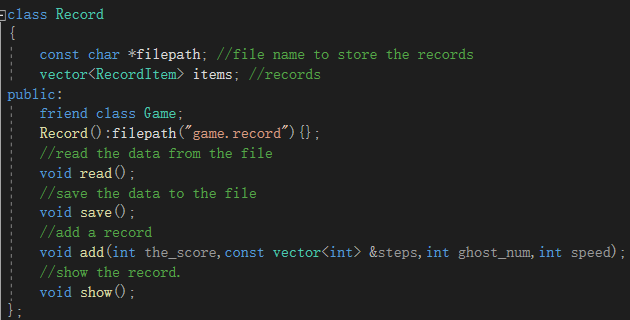 class Record
{
    const char *filepath; //file name to store the records
    vector<RecordItem> items; //records
public:
    friend class Game;
    Record():filepath("game.record"){};
    //read the data from the file
    void read();
    //save the data to the file
    void save();
    //add a record
    void add(int the_score,const vector<int> &steps,int ghost_num,int speed);
    //show the record.
    void show();
};